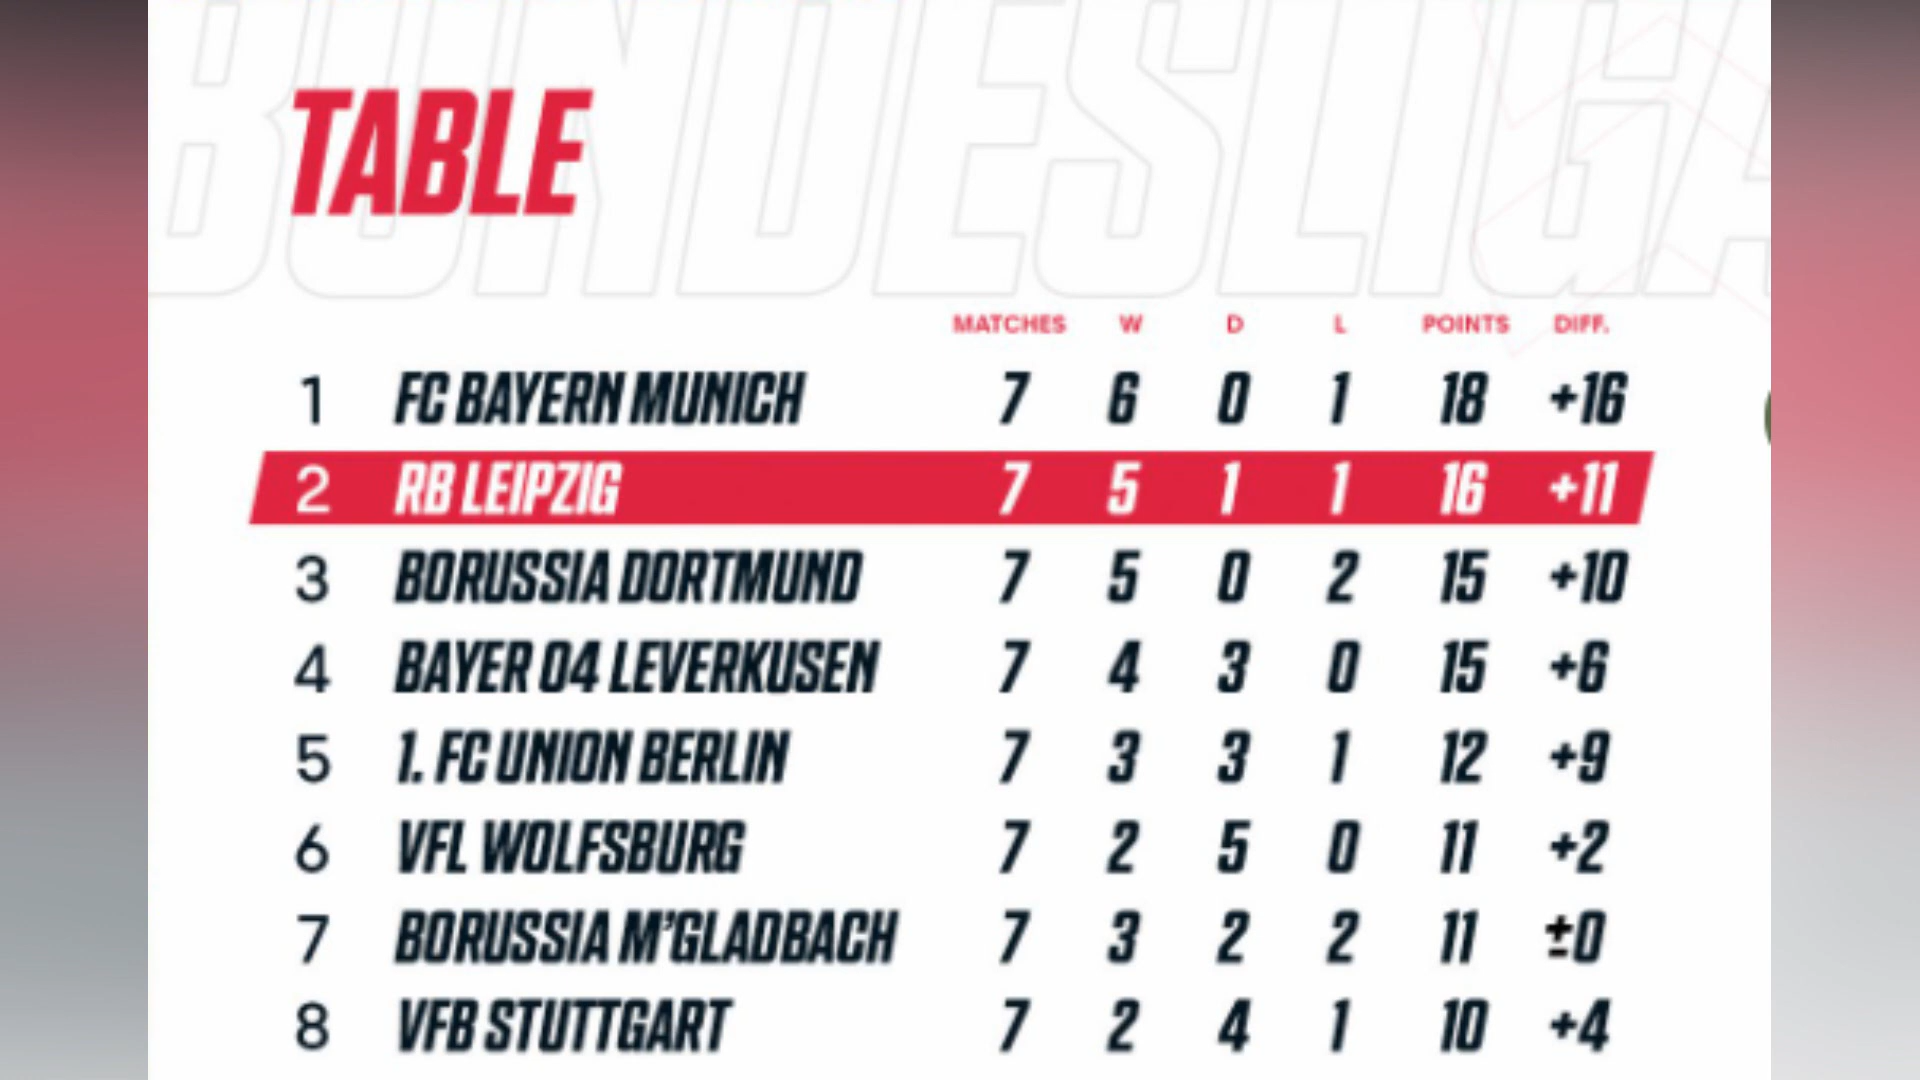 BUNDESLIGA
TABLE
MATCHES W D L POINTS DIFF.
1 FC BAYERN MUNICH 7 6 0 1 18 +16
2 RB LEIPZIG 7 5 1 1 16 +11
3 BORUSSIA DORTMUND 7 5 0 2 15 +10
4 BAYER 04 LEVERKUSEN 7 4 3 0 15 +6
5 1. FC UNION BERLIN 7 3 3 1 12 +9
6 VFL WOLFSBURG 7 2 5 0 11 +2
7 BORUSSIA M'GLADBACH 7 3 2 2 11 ±0
8 VFB STUTTGART 7 2 4 1 10 +4